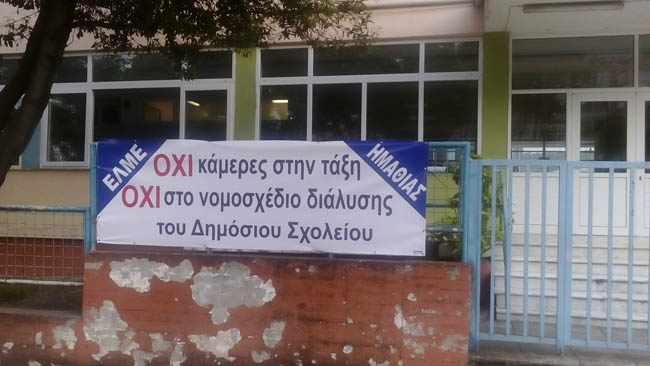 ΕΛΜΕ
ΟΧΙ κάμερες στην τάξη
ΟΧΙ στο νομοσχέδιο διάλυσης
του Δημόσιου Σχολείου
ΗΜΑΘΙΑΣ